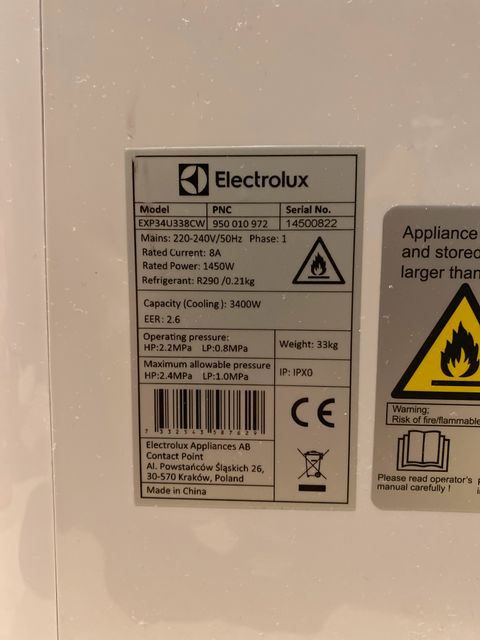 Electrolux
Model PNC Serial No.
EXP34U338CW 950 010 972 14500822
Mains: 220-240V/50Hz Phase: 1
Rated Current: 8A
Rated Power: 1450W
Refrigerant: R290 /0.21kg
Capacity (Cooling): 3400W
EER: 2.6
Operating pressure:
HP:2.2MPa LP:0.8MPa
Weight: 33kg
Maximum allowable pressure
HP:2.4MPa LP:1.0MPa
IP: IPX0
7 332543 587629
CE
Electrolux Appliances AB
Contact Point
Al. Powstańców Śląskich 26,
30-570 Kraków, Poland
Made in China
Appliance
and stored
larger than
Warning;
Risk of fire/flammable
Please read operator's
manual carefully !